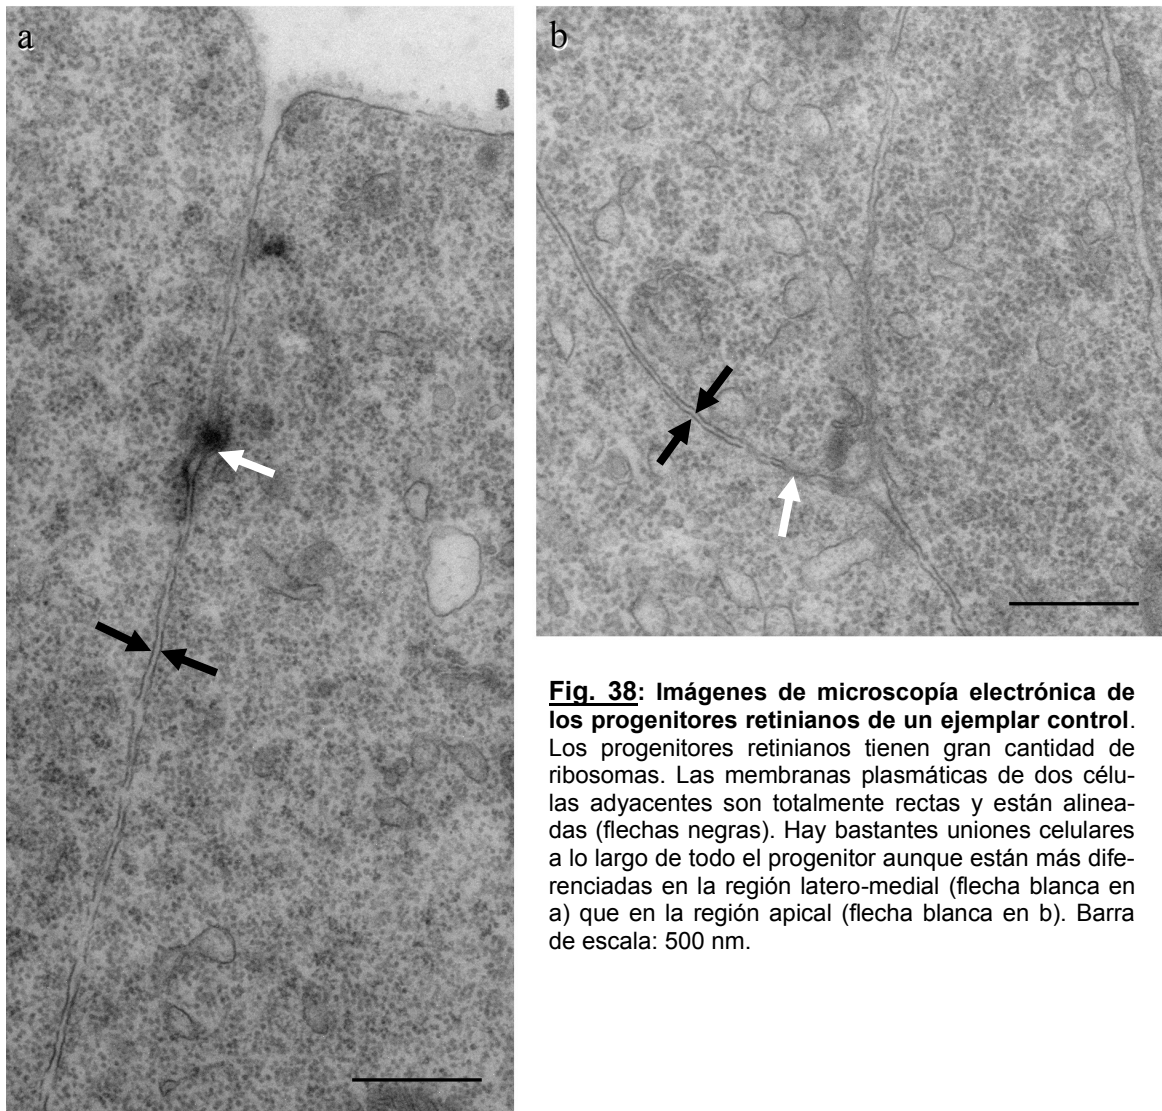 a
b
Fig. 38: Imágenes de microscopía electrónica de
los progenitores retinianos de un ejemplar control.
Los progenitores retinianos tienen gran cantidad de
ribosomas. Las membranas plasmáticas de dos célu-
las adyacentes son totalmente rectas y están alinea-
das (flechas negras). Hay bastantes uniones celulares
a lo largo de todo el progenitor aunque están más dife-
renciadas en la región latero-medial (flecha blanca en
a) que en la región apical (flecha blanca en b). Barra
de escala: 500 nm.